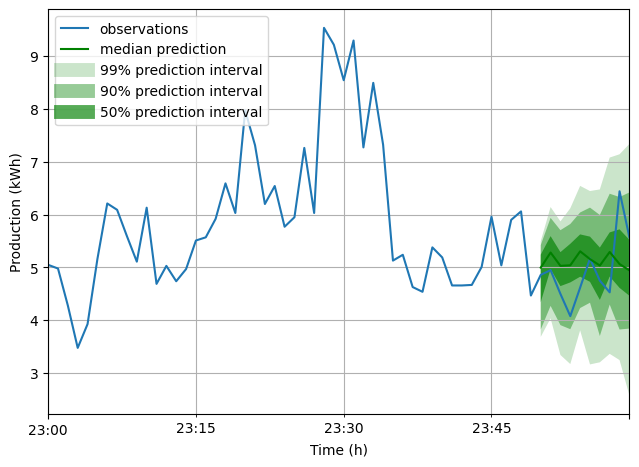 observations
median prediction
99% prediction interval
90% prediction interval
50% prediction interval
9
8
7
6
5
4
3
Production (kWh)
23:00
23:15
23:30
23:45
Time (h)